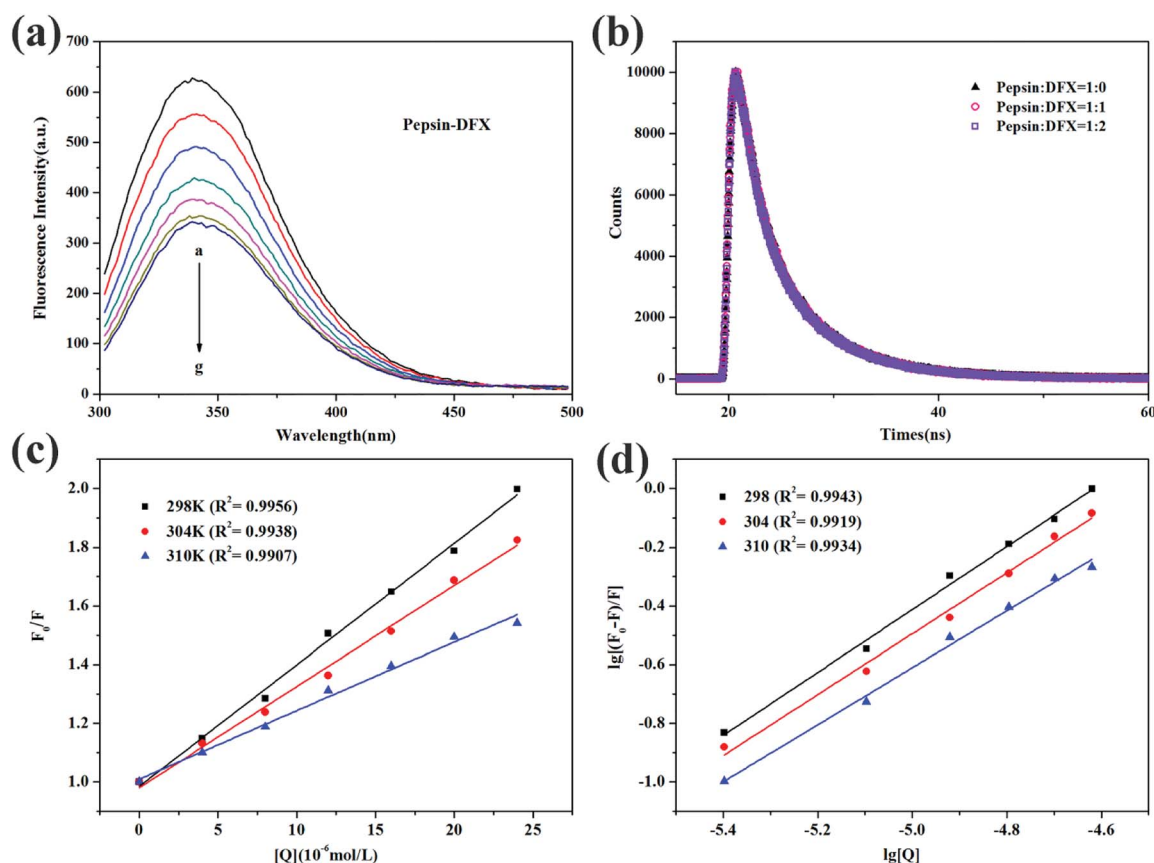 (a)
700
600
500
400
300
200
100
0
Fluorescence Intensity(a.u.)
Pepsin-DFX
a
g
300
350
400
450
500
Wavelength(nm)
(b)
10000
8000
6000
4000
2000
0
Counts
Pepsin:DFX=1:0
Pepsin:DFX=1:1
Pepsin:DFX=1:2
20
40
60
Times(ns)
(c)
2.0
1.8
1.6
1.4
1.2
1.0
F₀/F
298K (R²= 0.9956)
304K (R²= 0.9938)
310K (R²= 0.9907)
0
5
10
15
20
25
[Q](10⁻⁶mol/L)
(d)
0.0
-0.2
-0.4
-0.6
-0.8
-1.0
lg[(F₀-F)/F]
298 (R²= 0.9943)
304 (R²= 0.9919)
310 (R²= 0.9934)
-5.4
-5.2
-5.0
-4.8
-4.6
lg[Q]